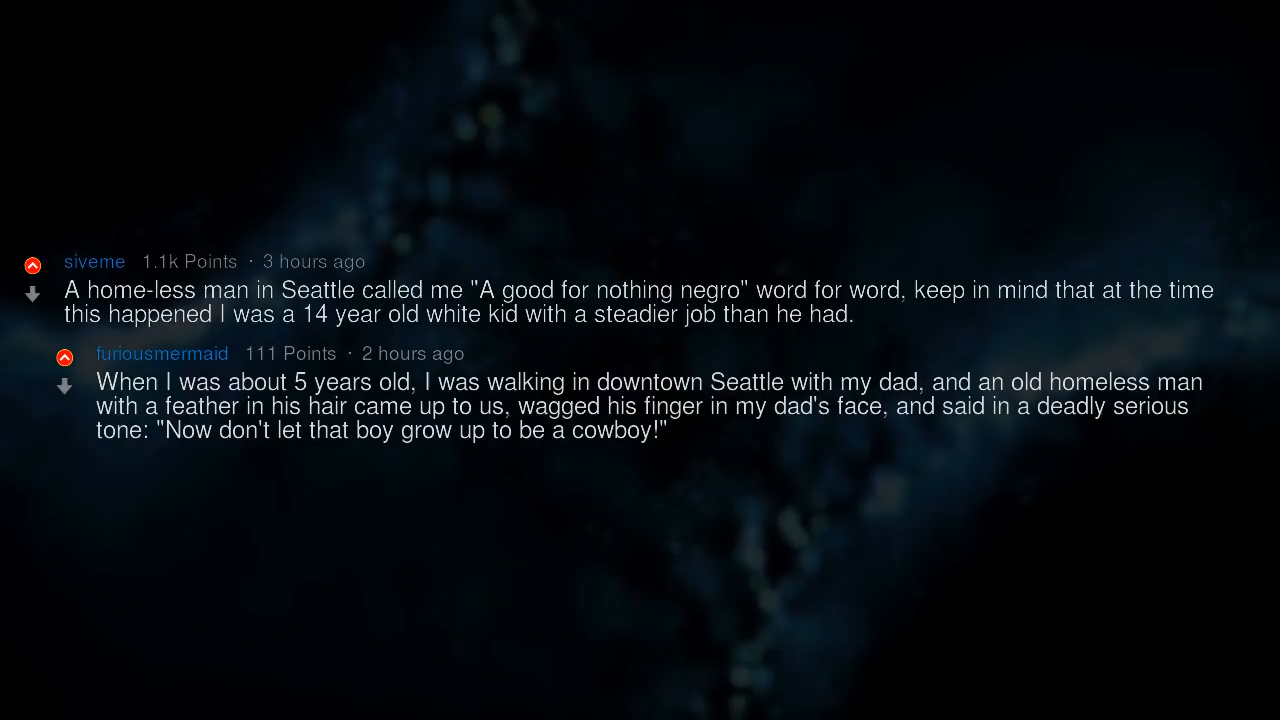 siveme 1.1k Points · 3 hours ago
A home-less man in Seattle called me "A good for nothing negro" word for word, keep in mind that at the time
this happened I was a 14 year old white kid with a steadier job than he had.
furiousmermaid 111 Points · 2 hours ago
When I was about 5 years old, I was walking in downtown Seattle with my dad, and an old homeless man
with a feather in his hair came up to us, wagged his finger in my dad's face, and said in a deadly serious
tone: "Now don't let that boy grow up to be a cowboy!"